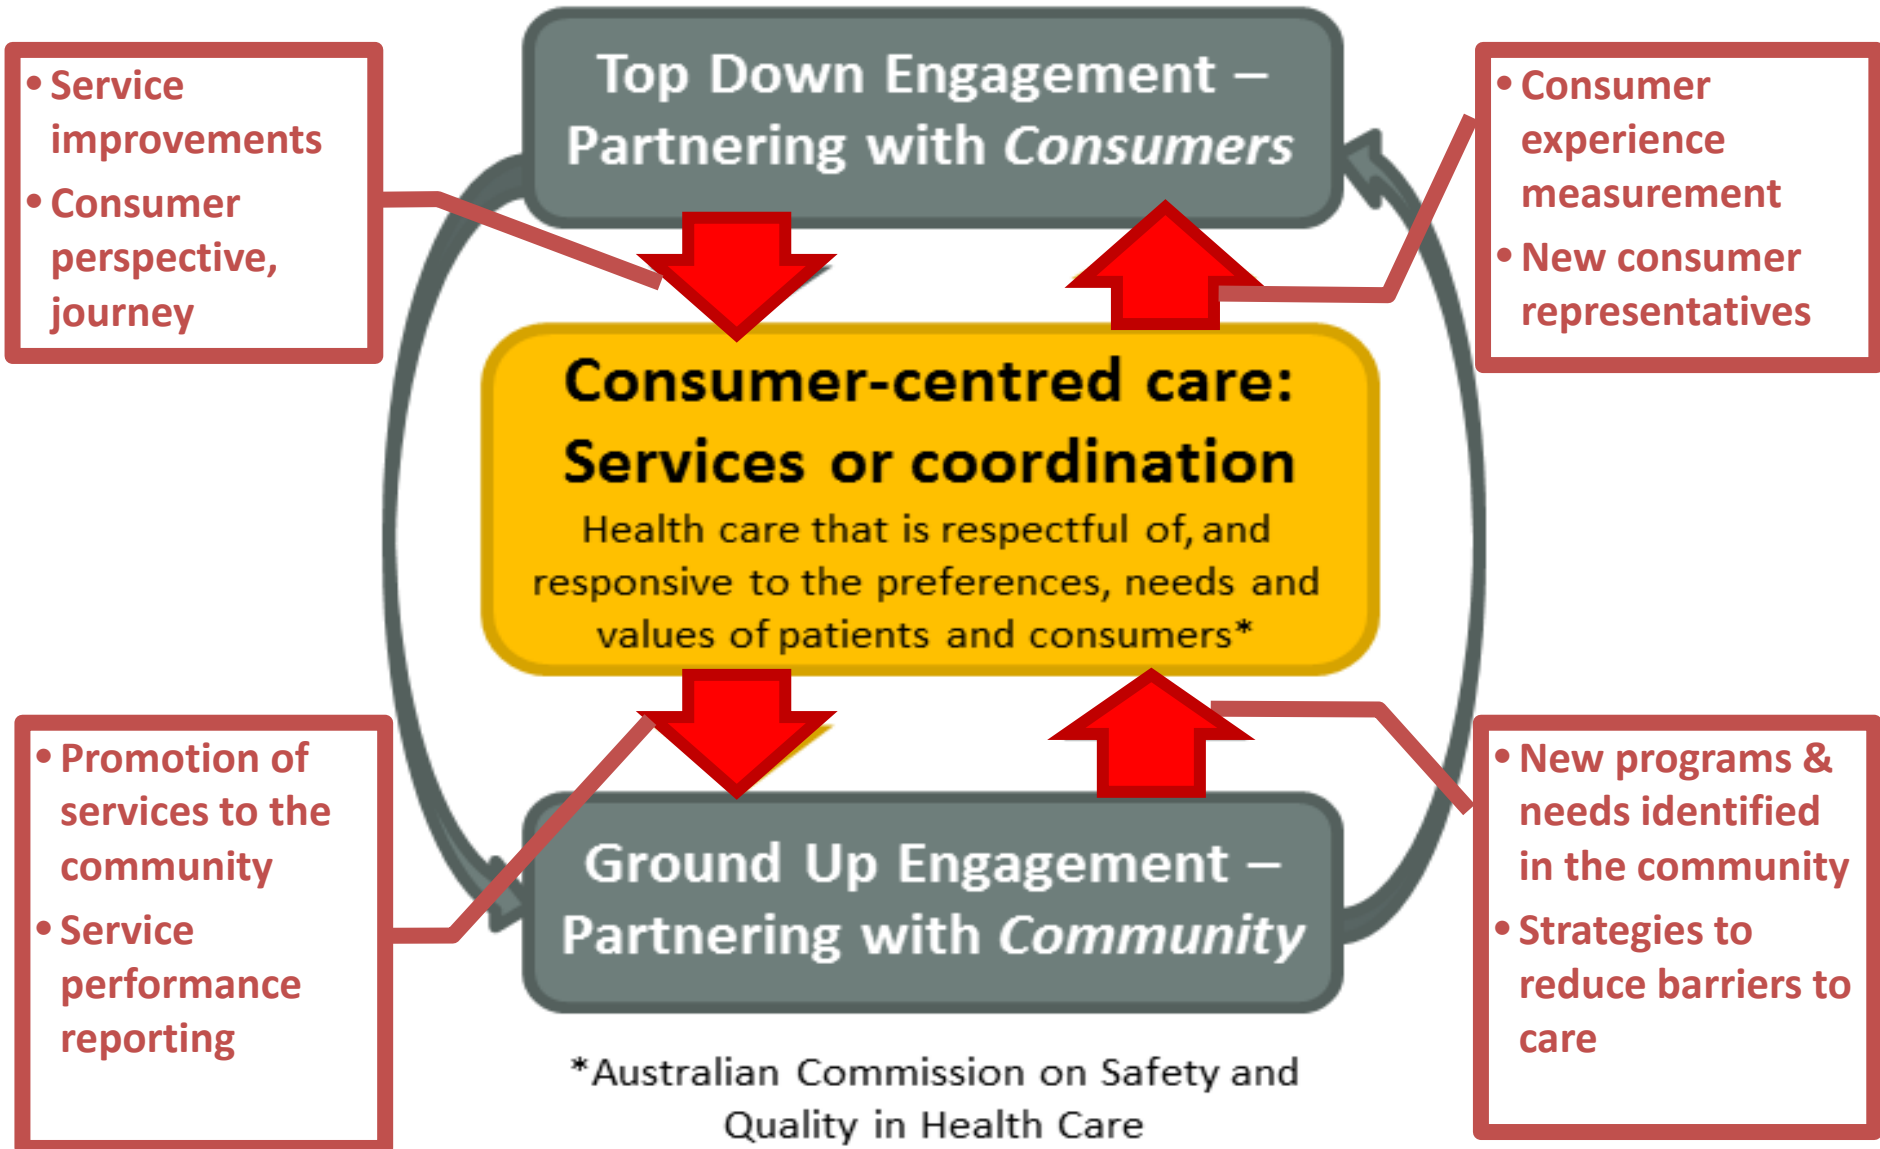 Top Down Engagement –
Partnering with Consumers
• Service
improvements
• Consumer
perspective,
journey
• Consumer
experience
measurement
• New consumer
representatives
Consumer-centred care:
Services or coordination
Health care that is respectful of, and
responsive to the preferences, needs and
values of patients and consumers*
• Promotion of
services to the
community
• Service
performance
reporting
• New programs &
needs identified
in the community
• Strategies to
reduce barriers to
care
Ground Up Engagement –
Partnering with Community
*Australian Commission on Safety and
Quality in Health Care